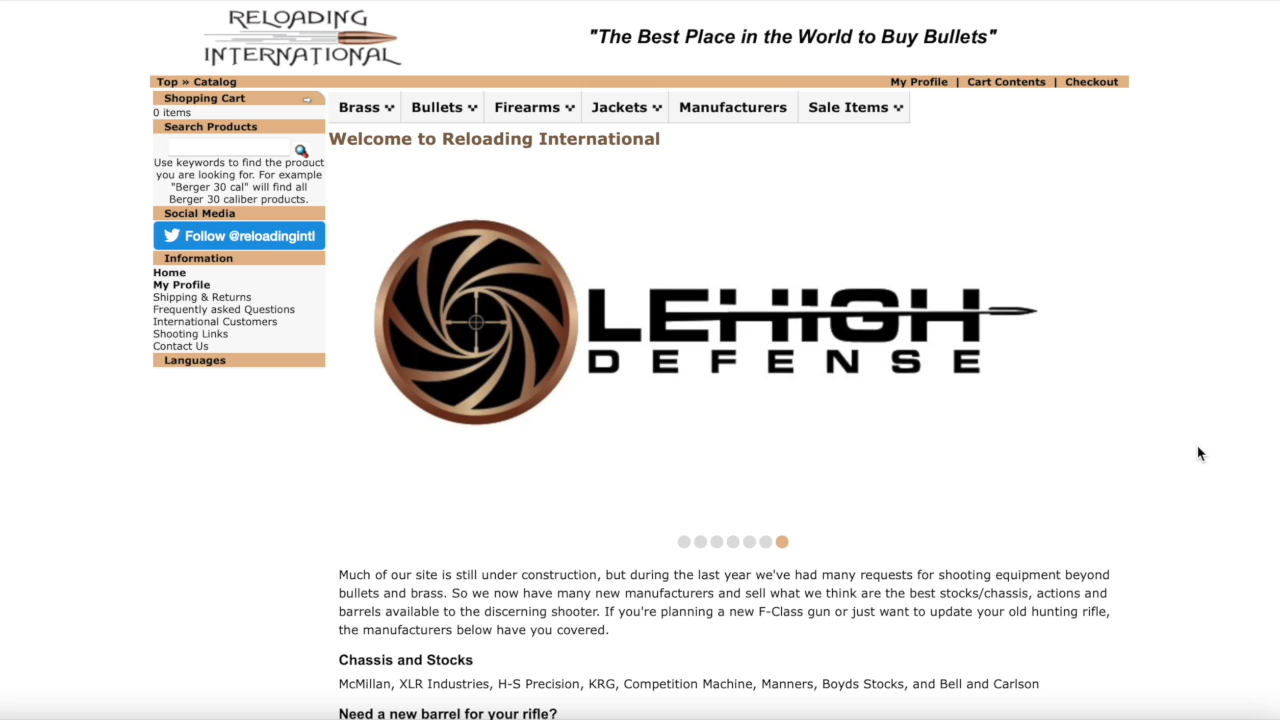 RELOADING
INTERNATIONAL
"The Best Place in the World to Buy Bullets"
Top » Catalog
My Profile | Cart Contents | Checkout
Shopping Cart
0 items
Search Products
Use keywords to find the product
you are looking for. For example
"Berger 30 cal" will find all
Berger 30 caliber products.
Social Media
Follow @reloadingintl
Information
Home
My Profile
Shipping & Returns
Frequently asked Questions
International Customers
Shooting Links
Contact Us
Languages
Brass Bullets Firearms Jackets Manufacturers Sale Items
Welcome to Reloading International
LEHIGH
DEFENSE
Much of our site is still under construction, but during the last year we've had many requests for shooting equipment beyond
bullets and brass. So we now have many new manufacturers and sell what we think are the best stocks/chassis, actions and
barrels available to the discerning shooter. If you're planning a new F-Class gun or just want to update your old hunting rifle,
the manufacturers below have you covered.
Chassis and Stocks
McMillan, XLR Industries, H-S Precision, KRG, Competition Machine, Manners, Boyds Stocks, and Bell and Carlson
Need a new barrel for your rifle?